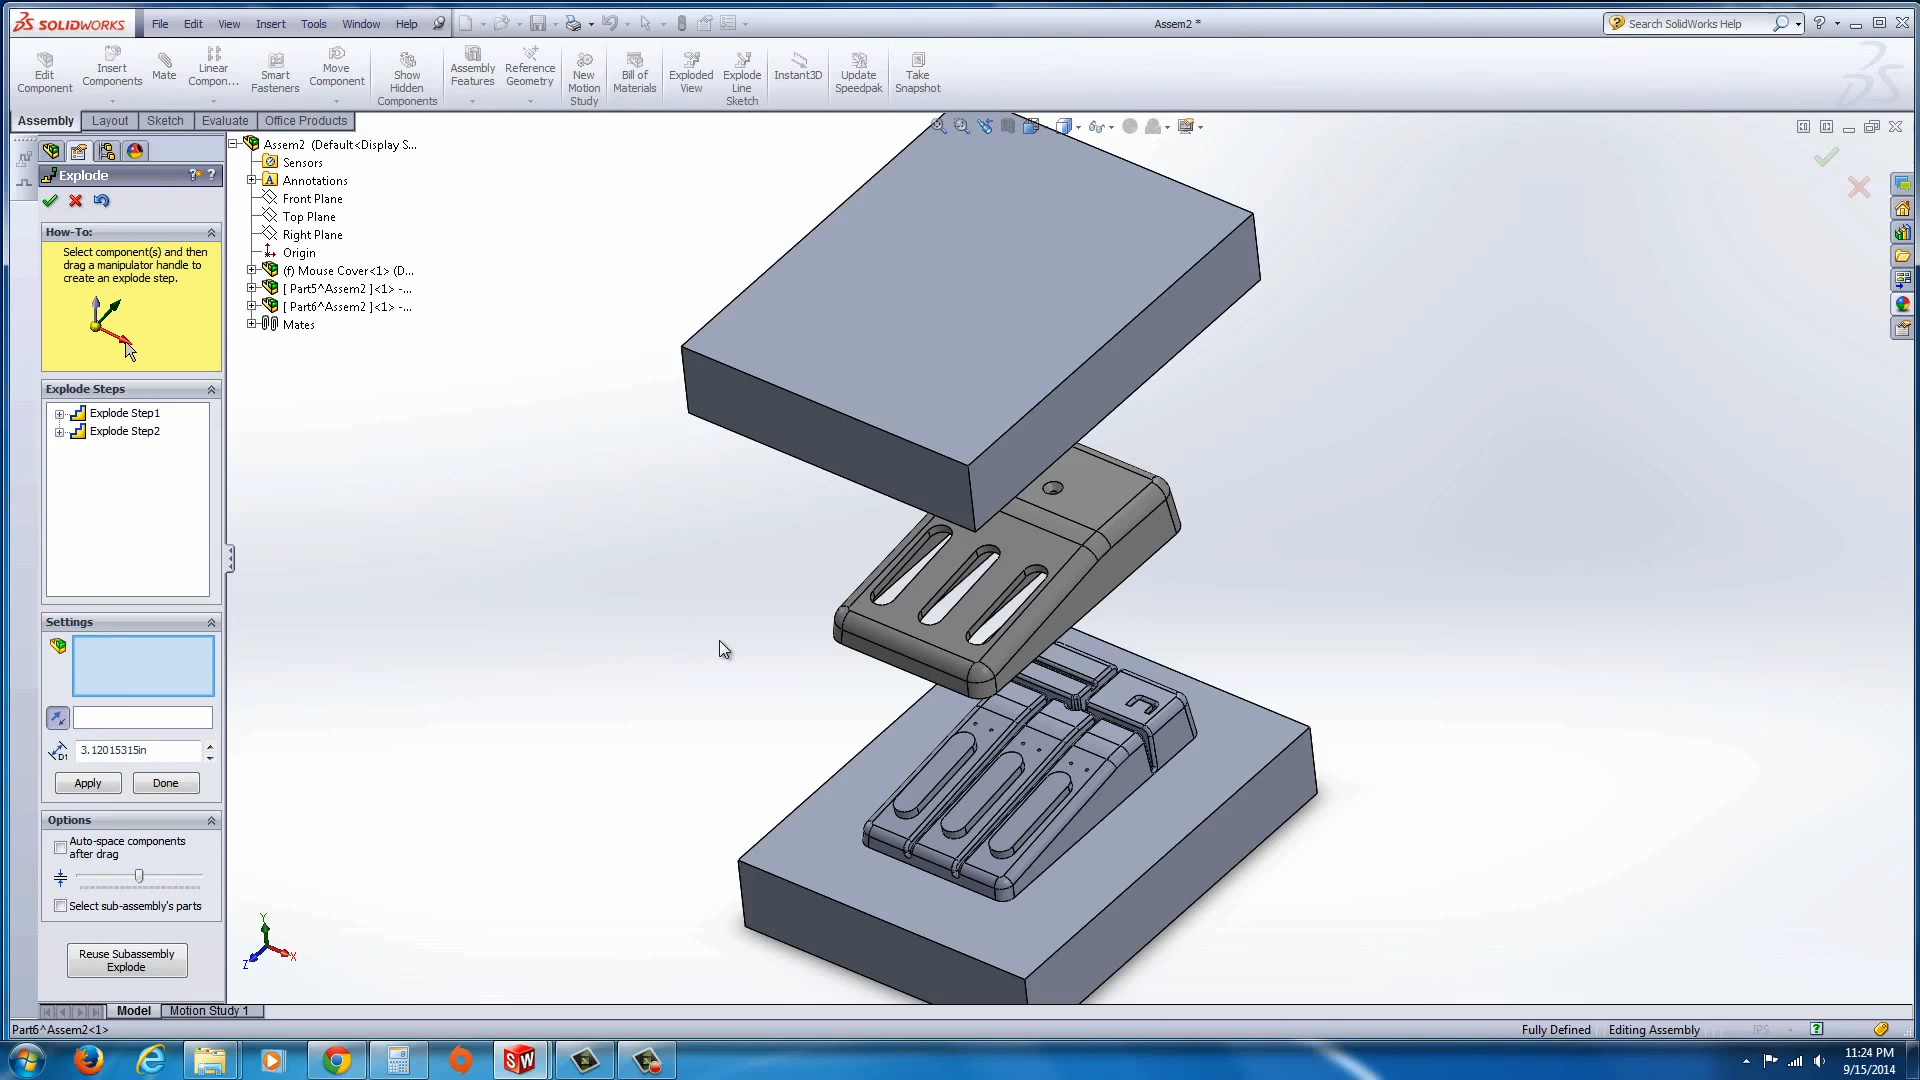 SOLIDWORKS
File Edit View Insert Tools Window Help
Assem2 *
Search SolidWorks Help
Edit Component
Insert Components
Mate
Linear Compon...
Smart Fasteners
Move Component
Show Hidden Components
Assembly Features
Reference Geometry
New Motion Study
Bill of Materials
Exploded View
Explode Line Sketch
Instant3D
Update Speedpak
Take Snapshot
Assembly Layout Sketch Evaluate Office Products
Explode
How-To:
Select component(s) and then
drag a manipulator handle to
create an explode step.
Explode Steps
Explode Step1
Explode Step2
Settings
D1
3.12015315in
Apply Done
Options
Auto-space components
after drag
Select sub-assembly's parts
Reuse Subassembly
Explode
Assem2 (Default<Display S...
Sensors
Annotations
Front Plane
Top Plane
Right Plane
Origin
(f) Mouse Cover<1> (D...
[ Part5^Assem2 ]<1> -...
[ Part6^Assem2 ]<1> -...
Mates
Y
X
Z
Model Motion Study 1
Part6^Assem2<1>
Fully Defined Editing Assembly IPS
SW
11:24 PM
9/15/2014